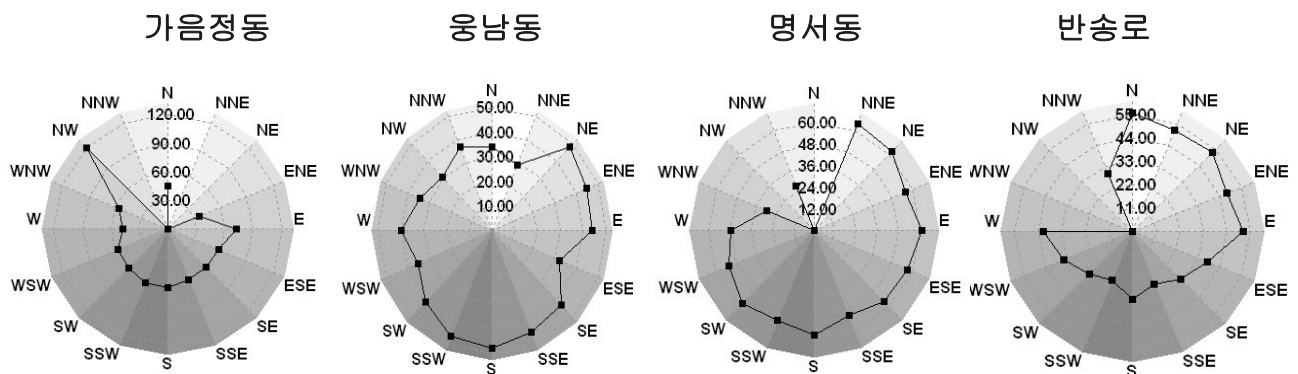 가음정동 웅남동 명서동 반송로
N
NNE
NE
ENE
E
ESE
SE
SSE
S
SSW
SW
WSW
W
WNW
NW
NNW
120.00
90.00
60.00
30.00
N
NNE
NE
ENE
E
ESE
SE
SSE
S
SSW
SW
WSW
W
WNW
NW
NNW
50.00
40.00
30.00
20.00
10.00
N
NNE
NE
ENE
E
ESE
SE
SSE
S
SSW
SW
WSW
W
WNW
NW
NNW
60.00
48.00
36.00
24.00
12.00
N
NNE
NE
ENE
E
ESE
SE
SSE
S
SSW
SW
WSW
W
WNW
NW
NNW
55.00
44.00
33.00
22.00
11.00